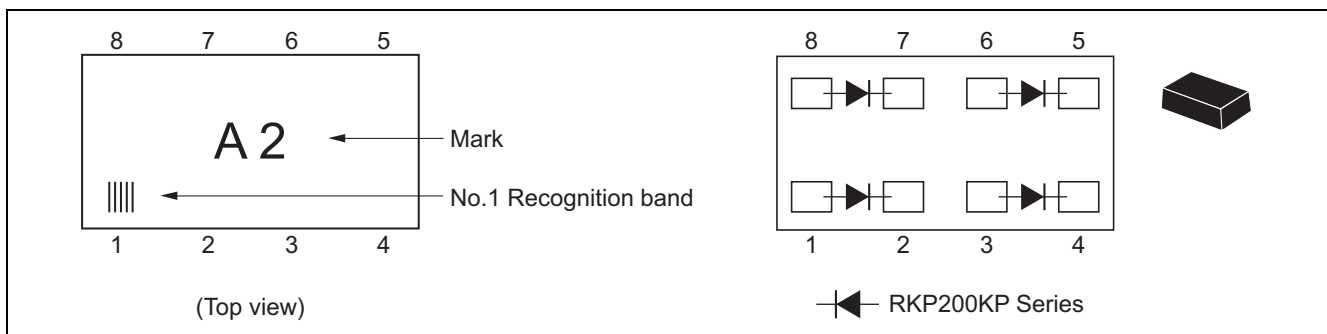 8 7 6 5
A 2
Mark
No.1 Recognition band
1 2 3 4
(Top view)
8 7 6 5
1 2 3 4
RKP200KP Series